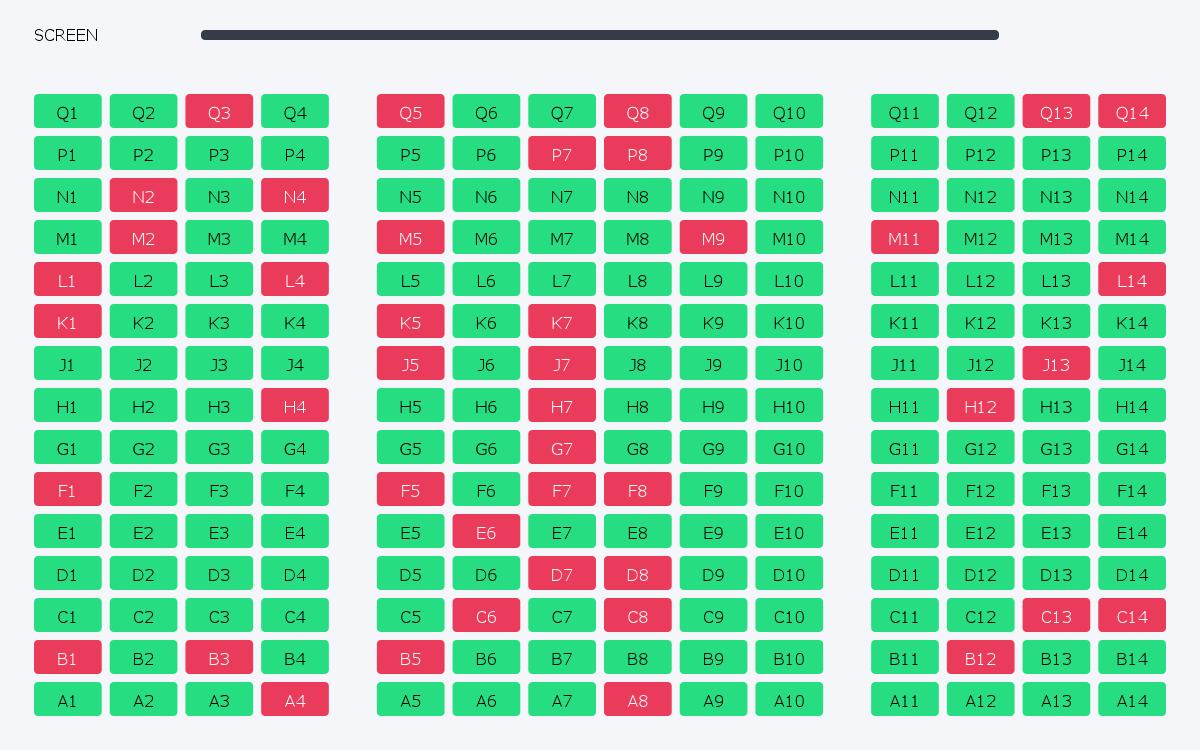 SCREEN
Q1 Q2 Q3 Q4 Q5 Q6 Q7 Q8 Q9 Q10 Q11 Q12 Q13 Q14
P1 P2 P3 P4 P5 P6 P7 P8 P9 P10 P11 P12 P13 P14
N1 N2 N3 N4 N5 N6 N7 N8 N9 N10 N11 N12 N13 N14
M1 M2 M3 M4 M5 M6 M7 M8 M9 M10 M11 M12 M13 M14
L1 L2 L3 L4 L5 L6 L7 L8 L9 L10 L11 L12 L13 L14
K1 K2 K3 K4 K5 K6 K7 K8 K9 K10 K11 K12 K13 K14
J1 J2 J3 J4 J5 J6 J7 J8 J9 J10 J11 J12 J13 J14
H1 H2 H3 H4 H5 H6 H7 H8 H9 H10 H11 H12 H13 H14
G1 G2 G3 G4 G5 G6 G7 G8 G9 G10 G11 G12 G13 G14
F1 F2 F3 F4 F5 F6 F7 F8 F9 F10 F11 F12 F13 F14
E1 E2 E3 E4 E5 E6 E7 E8 E9 E10 E11 E12 E13 E14
D1 D2 D3 D4 D5 D6 D7 D8 D9 D10 D11 D12 D13 D14
C1 C2 C3 C4 C5 C6 C7 C8 C9 C10 C11 C12 C13 C14
B1 B2 B3 B4 B5 B6 B7 B8 B9 B10 B11 B12 B13 B14
A1 A2 A3 A4 A5 A6 A7 A8 A9 A10 A11 A12 A13 A14